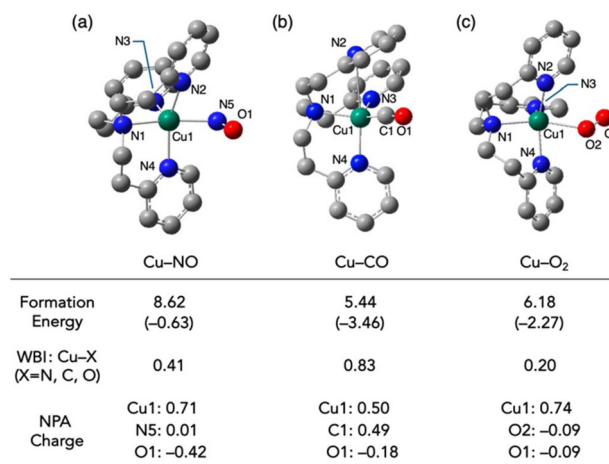 (a) (b) (c)
N3 N2 N5 O1 N1 Cu1 N4
N2 N1 N3 Cu1 C1 O1 N4
N2 N3 N1 Cu1 O2 N4
Cu–NO Cu–CO Cu–O2
Formation 8.62 5.44 6.18
Energy (–0.63) (–3.46) (–2.27)
WBI: Cu–X 0.41 0.83 0.20
(X=N, C, O)
Cu1: 0.71 Cu1: 0.50 Cu1: 0.74
NPA N5: 0.01 C1: 0.49 O2: –0.09
Charge O1: –0.42 O1: –0.18 O1: –0.09